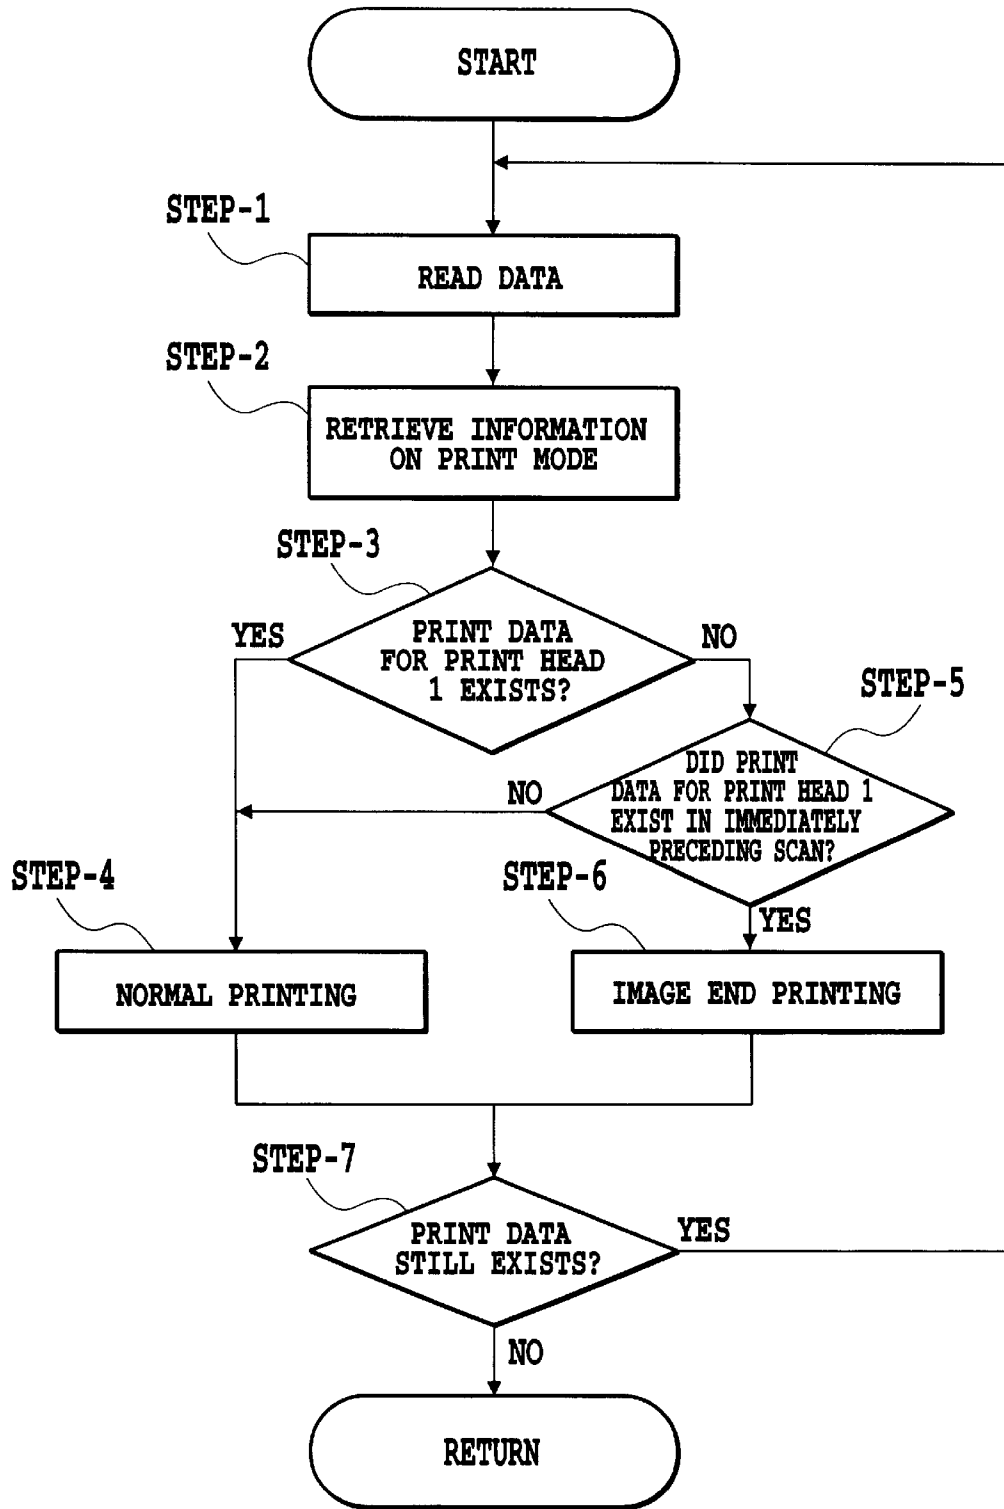 START
STEP-1
READ DATA
STEP-2
RETRIEVE INFORMATION
ON PRINT MODE
STEP-3
YES
PRINT DATA
FOR PRINT HEAD
1 EXISTS?
NO
STEP-5
DID PRINT
DATA FOR PRINT HEAD 1
EXIST IN IMMEDIATELY
PRECEDING SCAN?
NO
STEP-4
STEP-6
YES
NORMAL PRINTING
IMAGE END PRINTING
STEP-7
PRINT DATA
STILL EXISTS?
YES
NO
RETURN